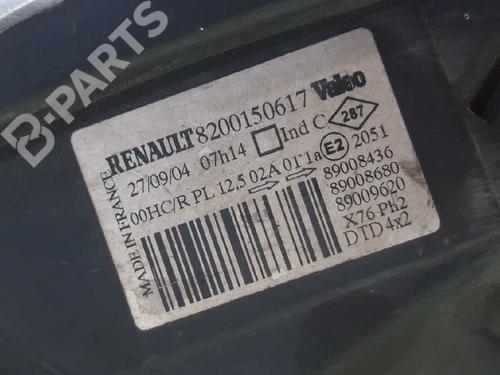 B-PARTS
RENAULT 8200150617 Valeo
27/09/04 07h14 Ind C 287
00HC/R PL 12.5 02A 01 1a E2 2051
89008436
89008680
89009620
X76 Ph2
DTD 4x2
MADE IN FRANCE